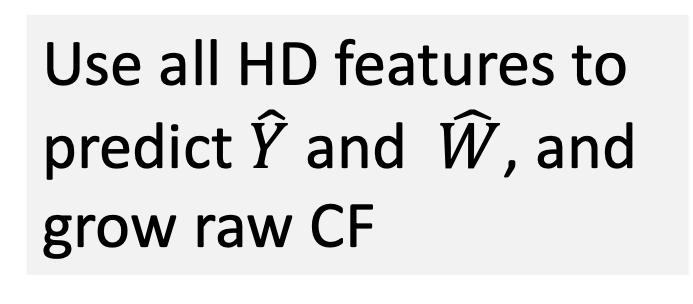 Use all HD features to
predict Ŷ and Ŵ, and
grow raw CF